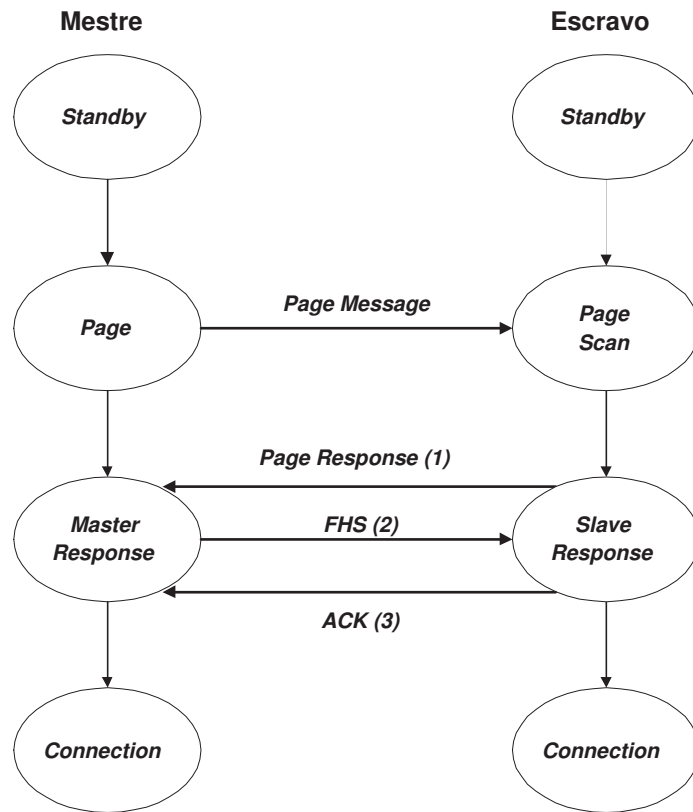 Mestre
Escravo
Standby
Standby
Page Message
Page
Page
Scan
Page Response (1)
Master
Response
FHS (2)
Slave
Response
ACK (3)
Connection
Connection